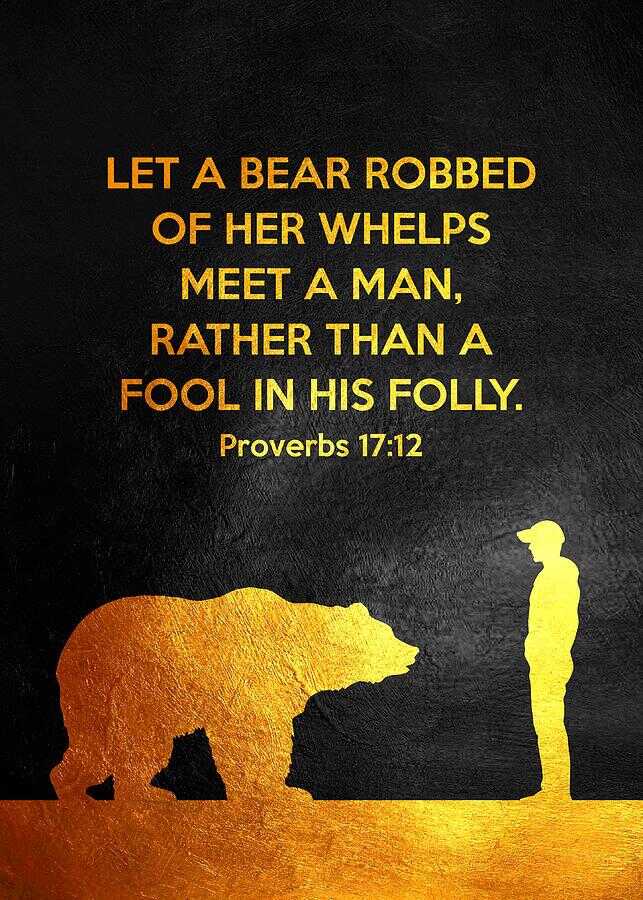 LET A BEAR ROBBED
OF HER WHELPS
MEET A MAN,
RATHER THAN A
FOOL IN HIS FOLLY.
Proverbs 17:12